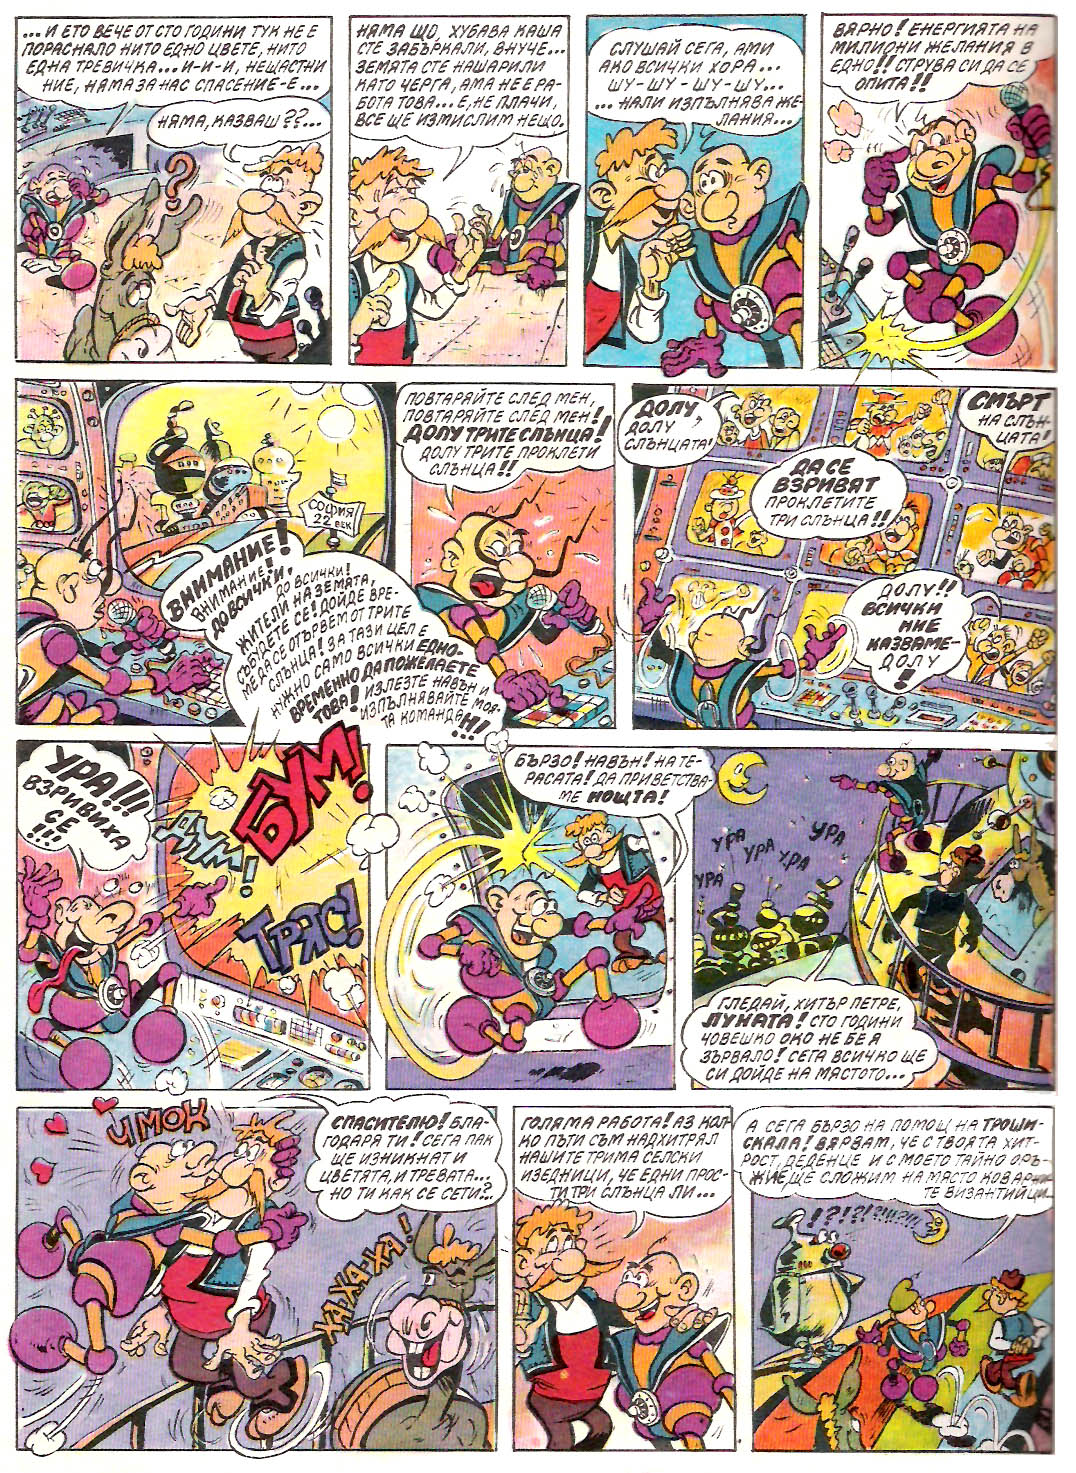 ...И ЕТО ВЕЧЕ ОТ СТО ГОДИНИ ТУК НЕ Е
ПОРАСНАЛО НИТО ЕДНО ЦВЕТЕ, НИТО
ЕДНА ТРЕВИЧКА...И-И-И, НЕЩАСТНИ
НИЕ, НЯМА ЗА НАС СПАСЕНИЕ-Е...
НЯМА, КАЗВАШ??...
НЯМА ЩО, ХУБАВА КАША
СТЕ ЗАБЪРКАЛИ, ВНУЧЕ...
ЗЕМЯТА СТЕ НАШАРИЛИ
КАТО ЧЕРГА, АМА НЕ Е РА-
БОТА ТОВА... Е, НЕ ПЛАЧИ,
ВСЕ ЩЕ ИЗМИСЛИМ НЕЩО.
СЛУШАЙ СЕГА, АМИ
АКО ВСИЧКИ ХОРА...
ШУ-ШУ-ШУ-ШУ...
...НАЛИ ИЗПЪЛНЯВА ЖЕ-
ЛАНИЯ...
ВЯРНО! ЕНЕРГИЯТА НА
МИЛИОНИ ЖЕЛАНИЯ В
ЕДНО!! СТРУВА СИ ДА СЕ
ОПИТА!!
СОФИЯ
22 ВЕК
ВНИМАНИЕ!
ВНИМАНИЕ!
ДО ВСИЧКИ,
ДО ВСИЧКИ
ЖИТЕЛИ НА ЗЕМЯТА,
СЪБУДЕТЕ СЕ! ДОЙДЕ ВРЕ-
МЕ ДА СЕ ОТЪРВЕМ ОТ ТРИТЕ
СЛЪНЦА! ЗА ТАЗИ ЦЕЛ Е
НУЖНО САМО ВСИЧКИ ЕДНО-
ВРЕМЕННО ДА ПОЖЕЛАЕТЕ
ТОВА! ИЗЛЕЗТЕ НАВЪН И
ИЗПЪЛНЯВАЙТЕ МОЯ-
ТА КОМАНДА!!!
ПОВТАРЯЙТЕ СЛЕД МЕН,
ПОВТАРЯЙТЕ СЛЕД МЕН!
ДОЛУ ТРИТЕ СЛЪНЦА!
ДОЛУ ТРИТЕ ПРОКЛЕТИ
СЛЪНЦА!!
ДОЛУ,
ДОЛУ
СЛЪНЦАТА!
СМЪРТ
НА СЛЪН-
ЦАТА!
ДА СЕ
ВЗРИВЯТ
ПРОКЛЕТИТЕ
ТРИ СЛЪНЦА!!
ДОЛУ!!
ВСИЧКИ
НИЕ
КАЗВАМЕ-
ДОЛУ
!
УРА!!!
ВЗРИВИХА
СЕ
!!!
БУМ!
ДУМ!
ТРЯС!
БЪРЗО! НАВЪН! НА ТЕ-
РАСАТА! ДА ПРИВЕТСТВА-
МЕ НОЩТА!
УРА
УРА
УРА
УРА
УРА
ГЛЕДАЙ, ХИТЪР ПЕТРЕ,
ЛУНАТА! СТО ГОДИНИ
ЧОВЕШКО ОКО НЕ БЕ Я
ЗЪРВАЛО! СЕГА ВСИЧКО ЩЕ
СИ ДОЙДЕ НА МЯСТОТО...
ЧМОК
СПАСИТЕЛЮ! БЛА-
ГОДАРЯ ТИ! СЕГА ПАК
ЩЕ ИЗНИКНАТ И
ЦВЕТЯТА, И ТРЕВАТА...
НО ТИ КАК СЕ СЕТИ?..
ХА-ХА-ХА!
ГОЛЯМА РАБОТА! АЗ КОЛ-
КО ПЪТИ СЪМ НАДХИТРЯЛ
НАШИТЕ ТРИМА СЕЛСКИ
ИЗЕДНИЦИ, ЧЕ ЕДНИ ПРОС-
ТИ ТРИ СЛЪНЦА ЛИ...
А СЕГА БЪРЗО НА ПОМОЩ НА ТРОШИ-
СКАЛА! ВЯРВАМ, ЧЕ С ТВОЯТА ХИТ-
РОСТ, ДЕДЕНЦЕ И С МОЕТО ТАЙНО ОРЪ-
ЖИЕ, ЩЕ СЛОЖИМ НА МЯСТО КОВАРНИ-
ТЕ ВИЗАНТИЙЦИ...
!?!?!?!!?!!